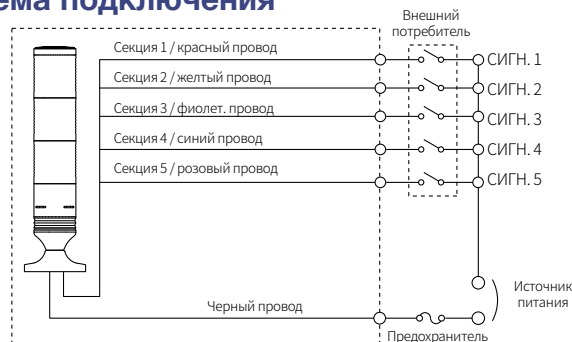 ема подключения
Внешний
потребитель
Секция 1 / красный провод
СИГН. 1
Секция 2 / желтый провод
СИГН. 2
Секция 3 / фиолет. провод
СИГН. 3
Секция 4 / синий провод
СИГН. 4
Секция 5 / розовый провод
СИГН. 5
Источник
питания
Черный провод
Предохранитель